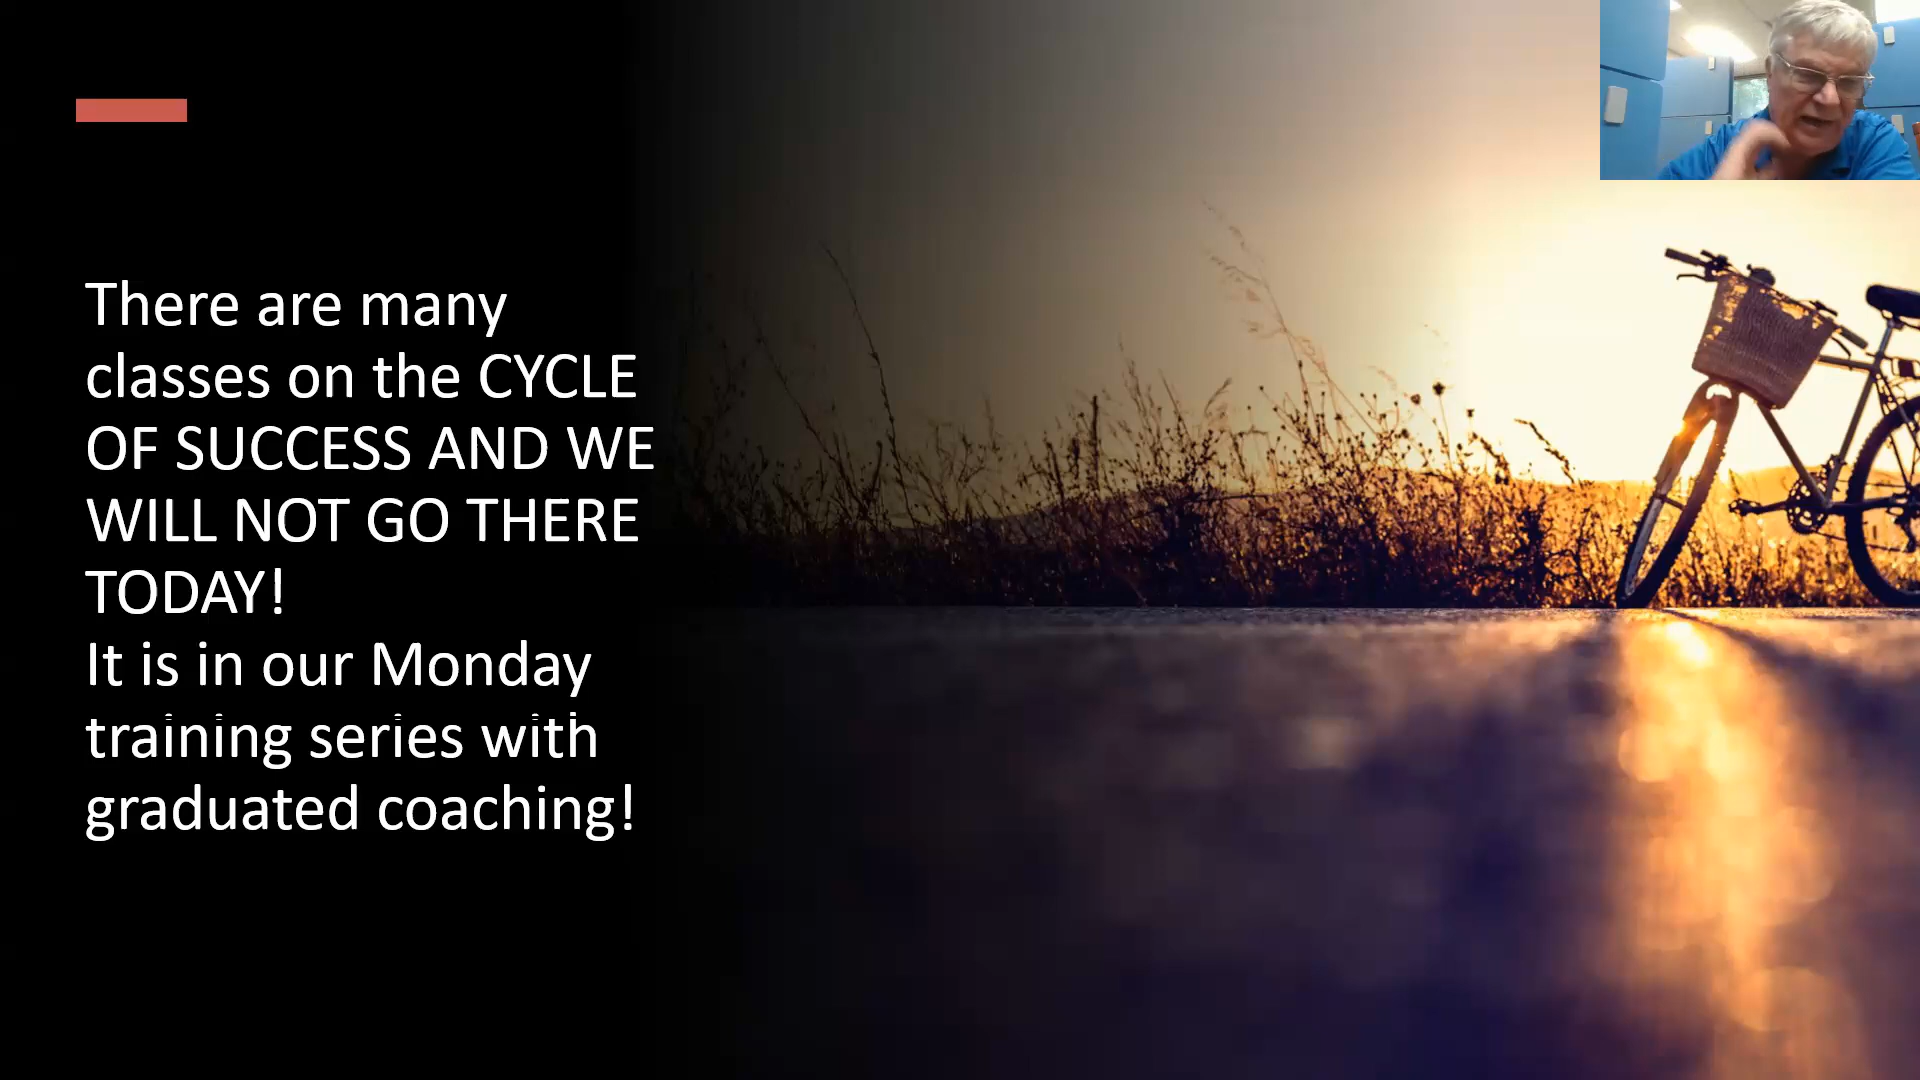 There are many
classes on the CYCLE
OF SUCCESS AND WE
WILL NOT GO THERE
TODAY!
It is in our Monday
training series with
graduated coaching!